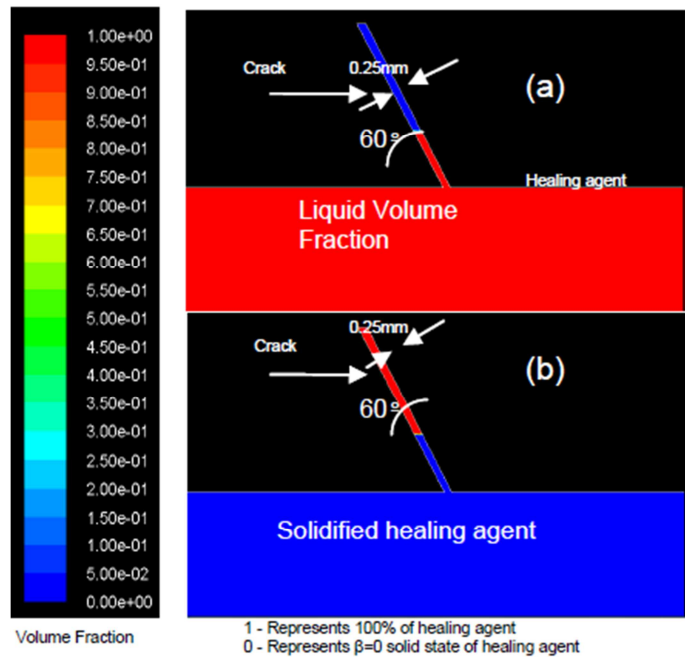 1.00e+00
9.50e-01
9.00e-01
8.50e-01
8.00e-01
7.50e-01
7.00e-01
6.50e-01
6.00e-01
5.50e-01
5.00e-01
4.50e-01
4.00e-01
3.50e-01
3.00e-01
2.50e-01
2.00e-01
1.50e-01
1.00e-01
5.00e-02
0.00e+00
Volume Fraction
Crack
0.25mm
(a)
60º
Healing agent
Liquid Volume
Fraction
0.25mm
Crack
(b)
60º
Solidified healing agent
1 - Represents 100% of healing agent
0 - Represents β=0 solid state of healing agent